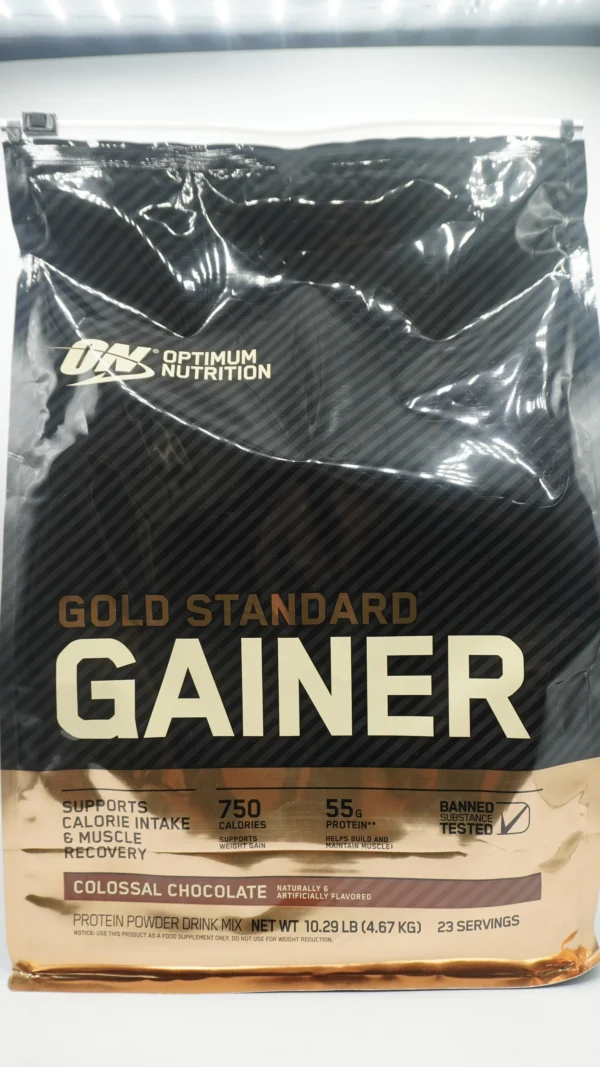 ON® OPTIMUM
NUTRITION
GOLD STANDARD
GAINER
SUPPORTS
CALORIE INTAKE
& MUSCLE
RECOVERY
750
CALORIES
SUPPORTS
WEIGHT GAIN
55G
PROTEIN**
HELPS BUILD AND
MAINTAIN MUSCLE‡
BANNED
SUBSTANCE
TESTED
COLOSSAL CHOCOLATE
NATURALLY &
ARTIFICIALLY FLAVORED
PROTEIN POWDER DRINK MIX NET WT 10.29 LB (4.67 KG) 23 SERVINGS
NOTICE: USE THIS PRODUCT AS A FOOD SUPPLEMENT ONLY. DO NOT USE FOR WEIGHT REDUCTION.